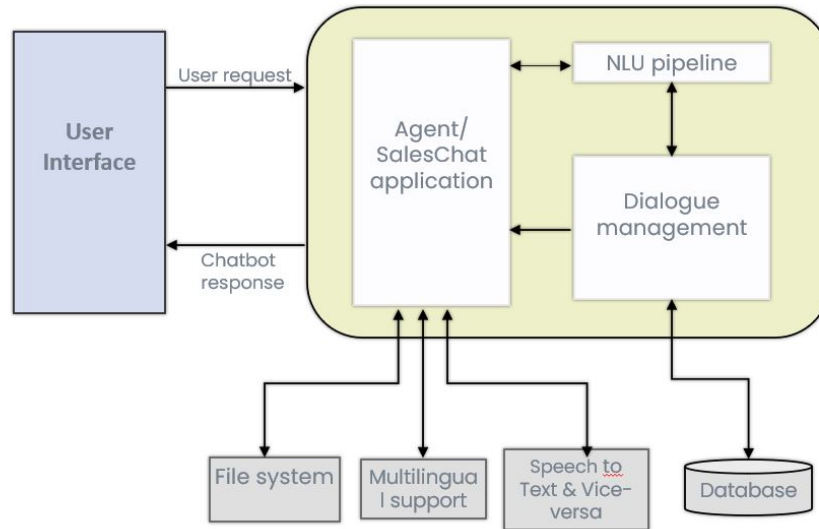 User request
NLU pipeline
User
Interface
Agent/
SalesChat
application
Dialogue
management
Chatbot
response
File system
Multilingua
l support
Speech to
Text & Vice-
versa
Database